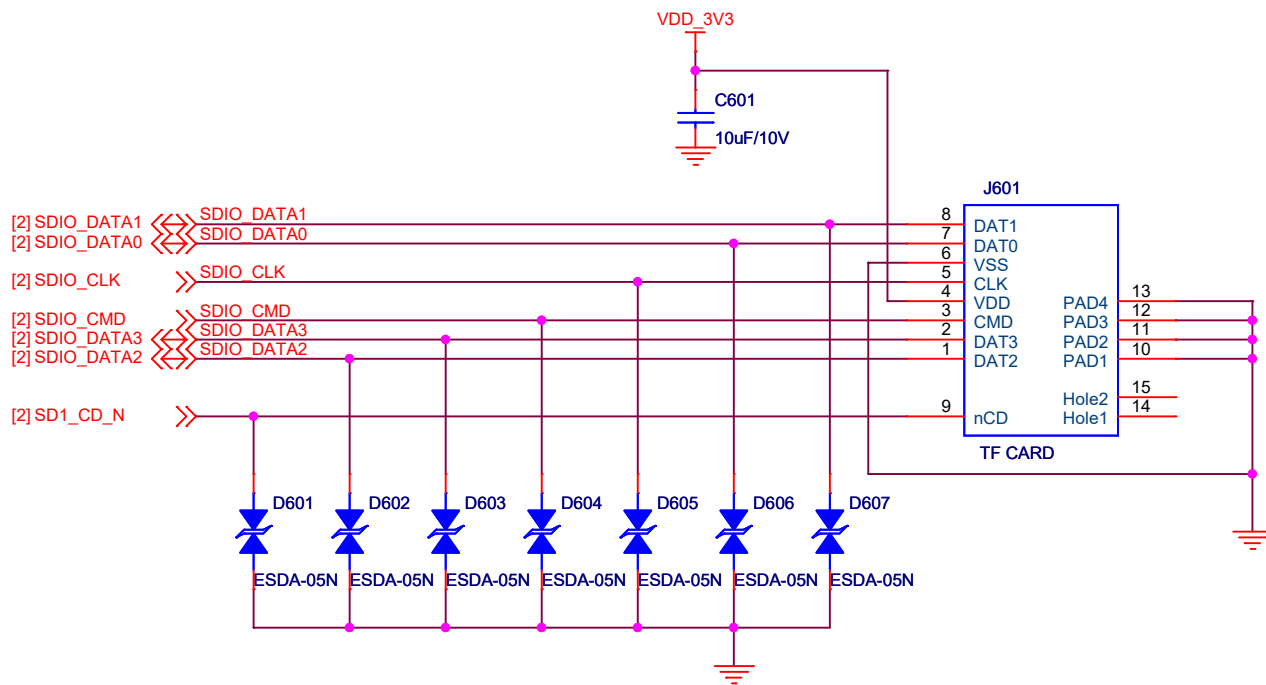 VDD_3V3
C601
10uF/10V
J601
[2] SDIO_DATA1
SDIO_DATA1
8
DAT1
[2] SDIO_DATA0
SDIO_DATA0
7
DAT0
6
VSS
[2] SDIO_CLK
SDIO_CLK
5
CLK
4
VDD
PAD4
13
[2] SDIO_CMD
SDIO_CMD
3
CMD
PAD3
12
[2] SDIO_DATA3
SDIO_DATA3
2
DAT3
PAD2
11
[2] SDIO_DATA2
SDIO_DATA2
1
DAT2
PAD1
10
Hole2
15
[2] SD1_CD_N
9
nCD
Hole1
14
TF CARD
D601
D602
D603
D604
D605
D606
D607
ESDA-05N
ESDA-05N
ESDA-05N
ESDA-05N
ESDA-05N
ESDA-05N
ESDA-05N